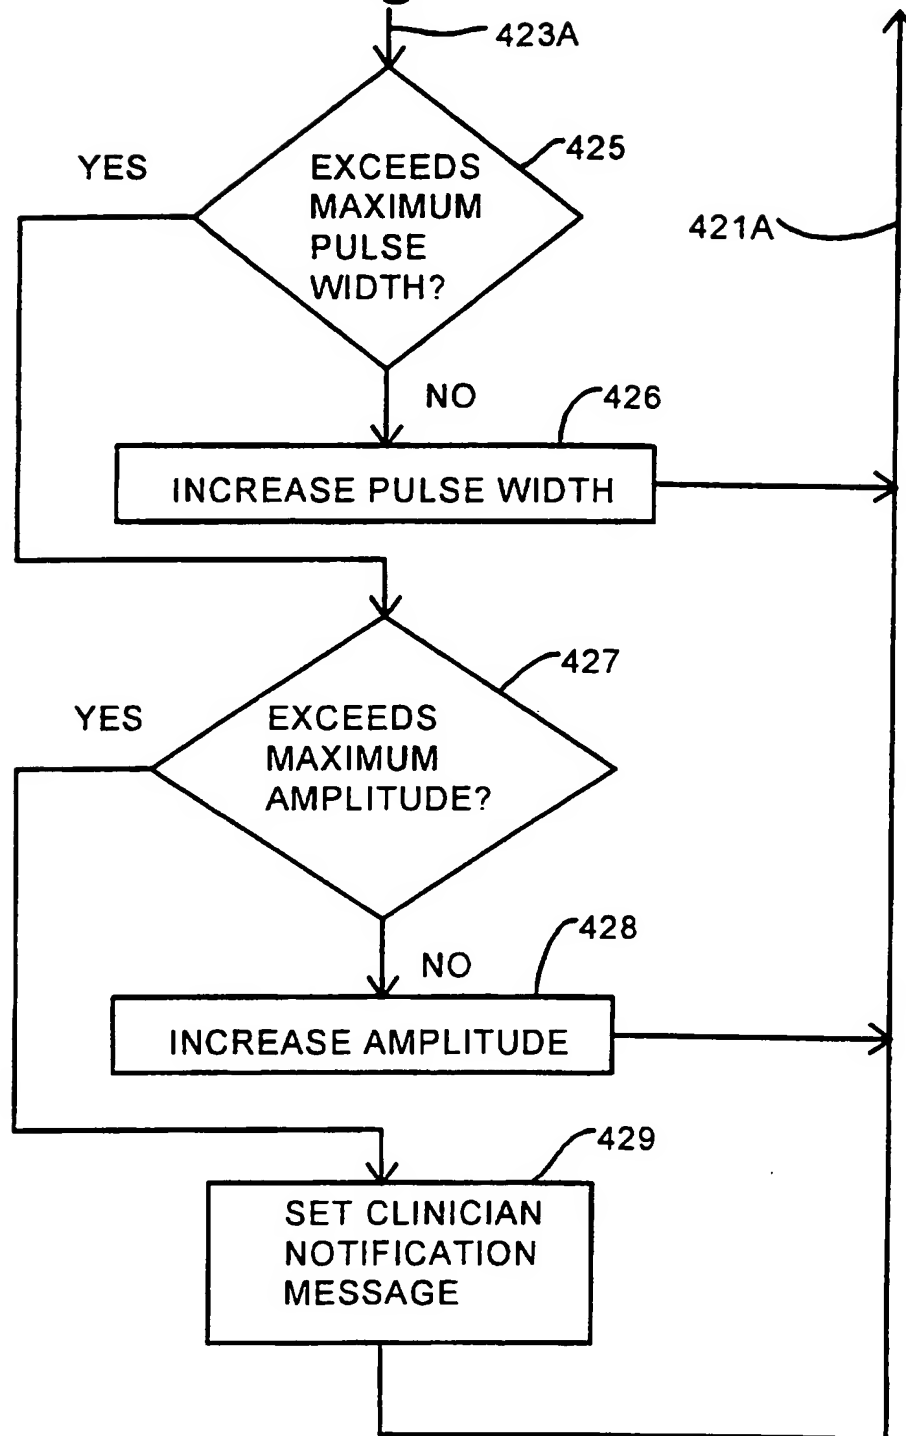 423A
425
YES
EXCEEDS
MAXIMUM
PULSE
WIDTH?
421A
NO
426
INCREASE PULSE WIDTH
427
YES
EXCEEDS
MAXIMUM
AMPLITUDE?
428
NO
INCREASE AMPLITUDE
429
SET CLINICIAN
NOTIFICATION
MESSAGE